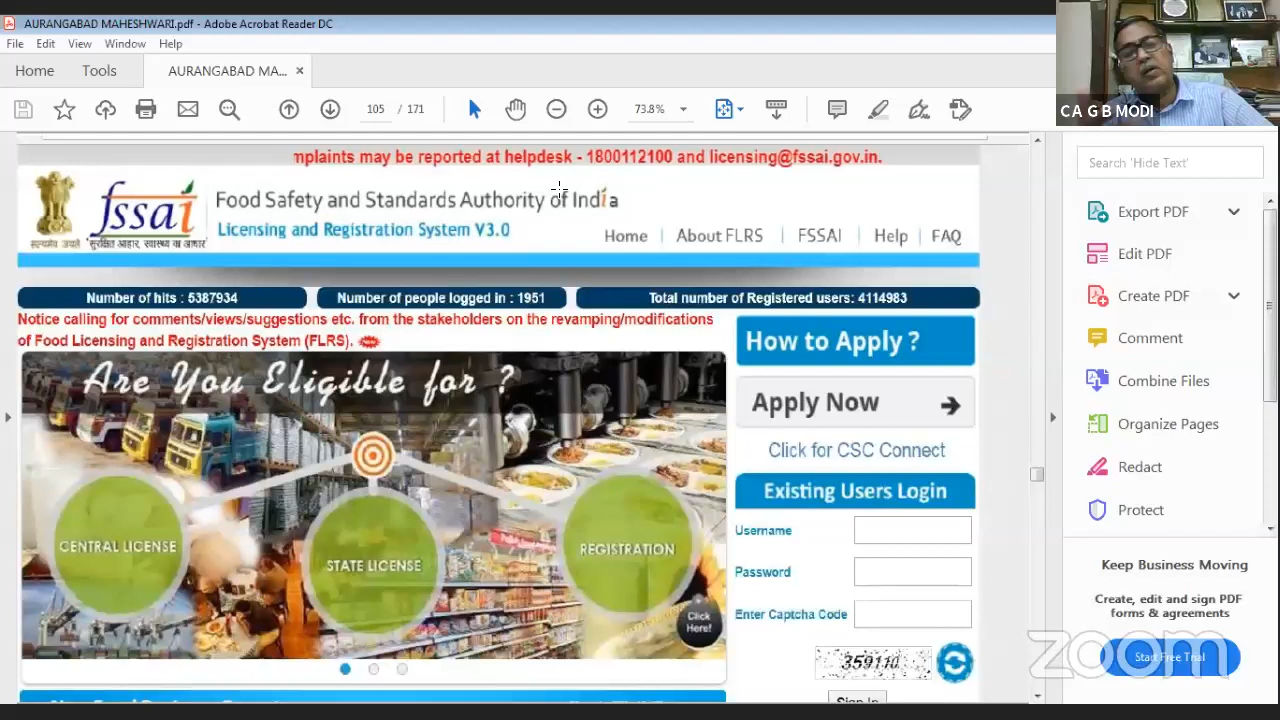 AURANGABAD MAHESHWARI.pdf - Adobe Acrobat Reader DC
File Edit View Window Help
Home Tools AURANGABAD MA... ×
105 / 171 73.8%
CA G B MODI
mplaints may be reported at helpdesk - 1800112100 and licensing@fssai.gov.in.
fssai
सत्यमेव जयते
Food Safety and Standards Authority of India
Licensing and Registration System V3.0
Home | About FLRS | FSSAI | Help | FAQ
Number of hits : 5387934
Number of people logged in : 1951
Total number of Registered users: 4114983
Notice calling for comments/views/suggestions etc. from the stakeholders on the revamping/modifications
of Food Licensing and Registration System (FLRS).
Are You Eligible for ?
CENTRAL LICENSE
STATE LICENSE
REGISTRATION
Click
Here!
How to Apply ?
Apply Now
Click for CSC Connect
Existing Users Login
Username
Password
Enter Captcha Code
359110
Sign In
Search 'Hide Text'
Export PDF
Edit PDF
Create PDF
Comment
Combine Files
Organize Pages
Redact
Protect
Keep Business Moving
Create, edit and sign PDF
forms & agreements
Start Free Trial
zoom